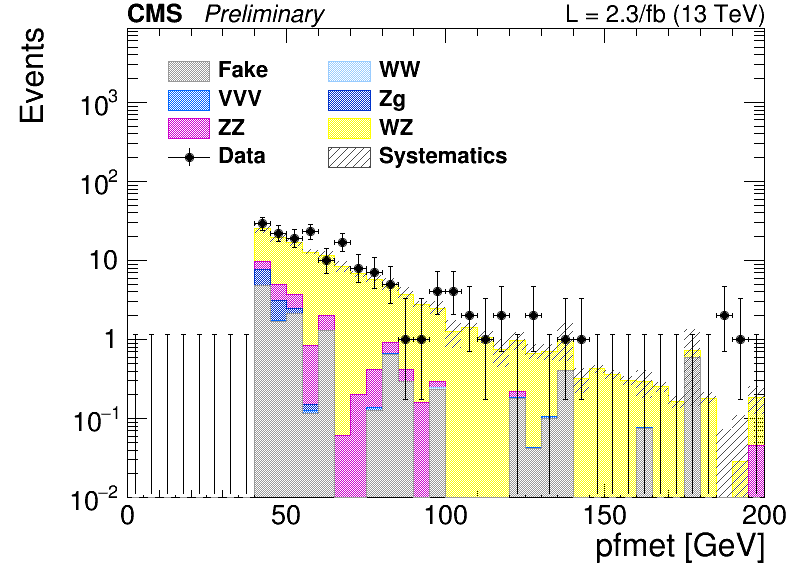 CMS Preliminary L = 2.3/fb (13 TeV)
Events
Fake WW
VVV Zg
ZZ WZ
Data Systematics
10³
10²
10
1
10⁻¹
10⁻²
0 50 100 150 200
pfmet [GeV]